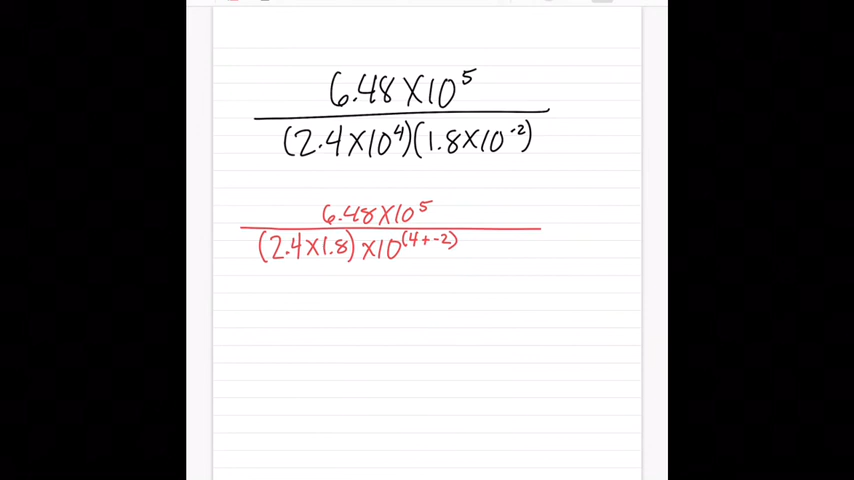 6.48 X 10^5
(2.4 X 10^4)(1.8 X 10^-2)
6.48 X 10^5
(2.4 X 1.8) X 10^(4+-2)